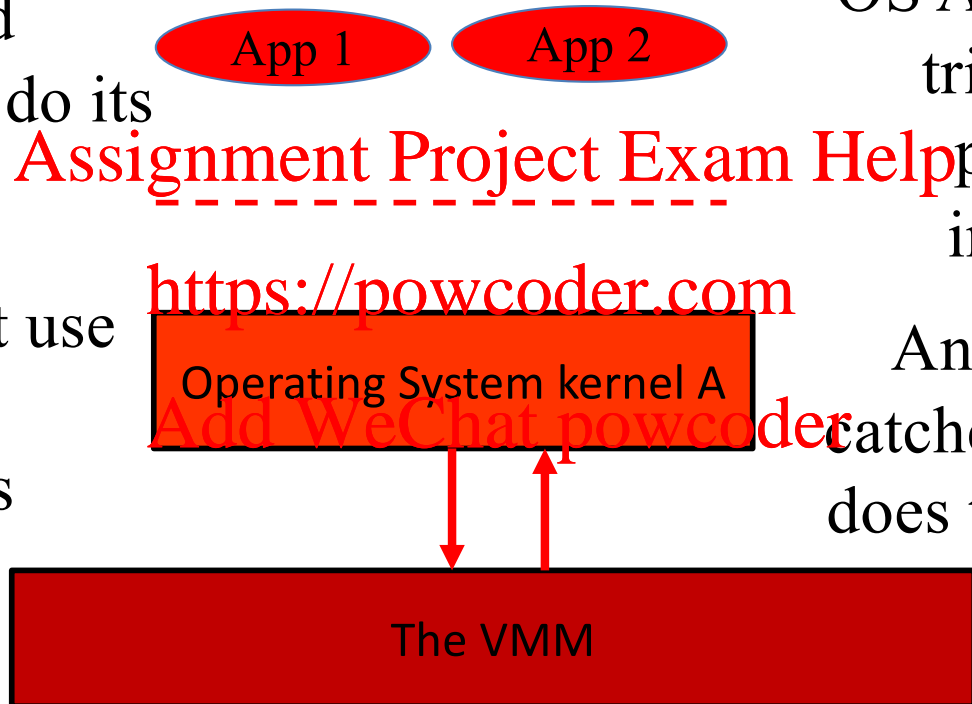 App 1
App 2
do its
Assignment Project Exam Help
https://powcoder.com
use
Operating System kernel A
An
Add WeChat powcoder
does
The VMM